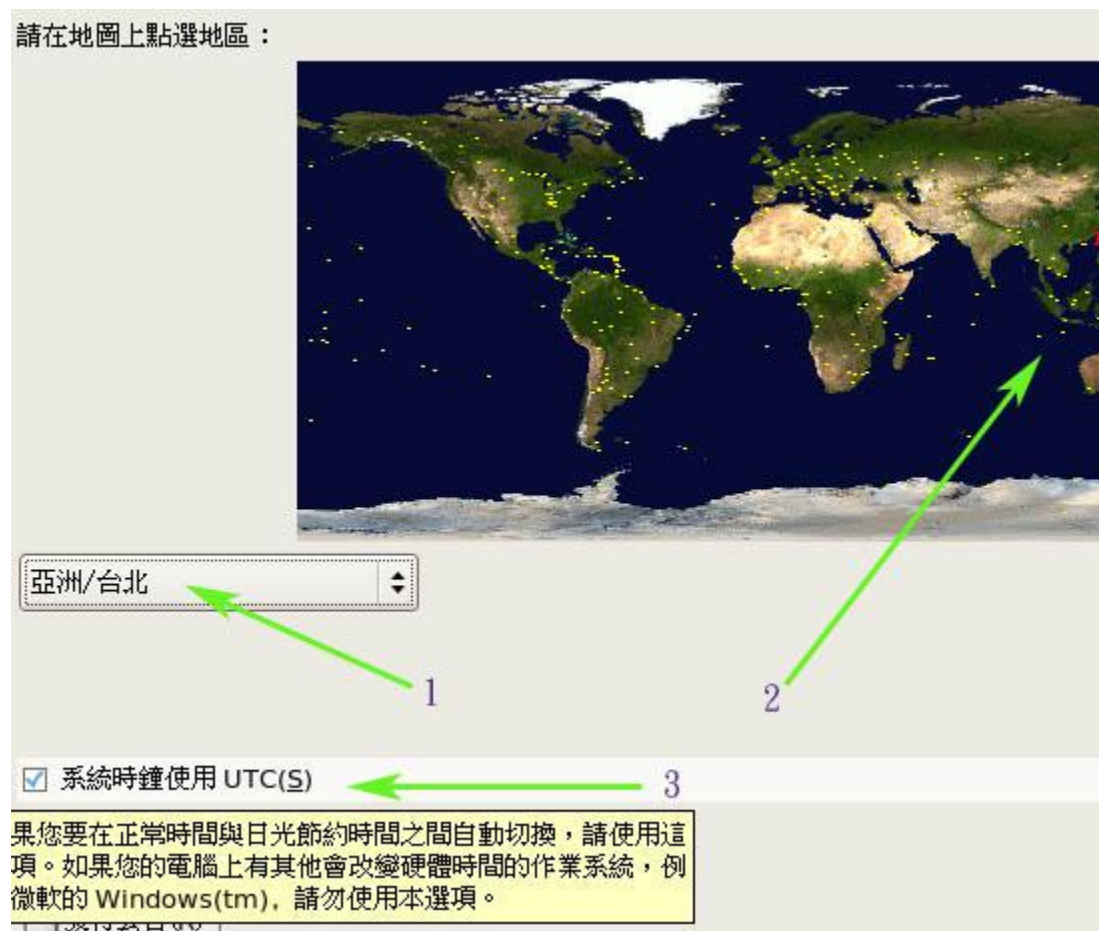 請在地圖上點選地區：
亞洲/台北
1
2
系統時鐘使用 UTC(S)
3
果您要在正常時間與日光節約時間之間自動切換，請使用這
項。如果您的電腦上有其他會改變硬體時間的作業系統，例
微軟的 Windows(tm)，請勿使用本選項。